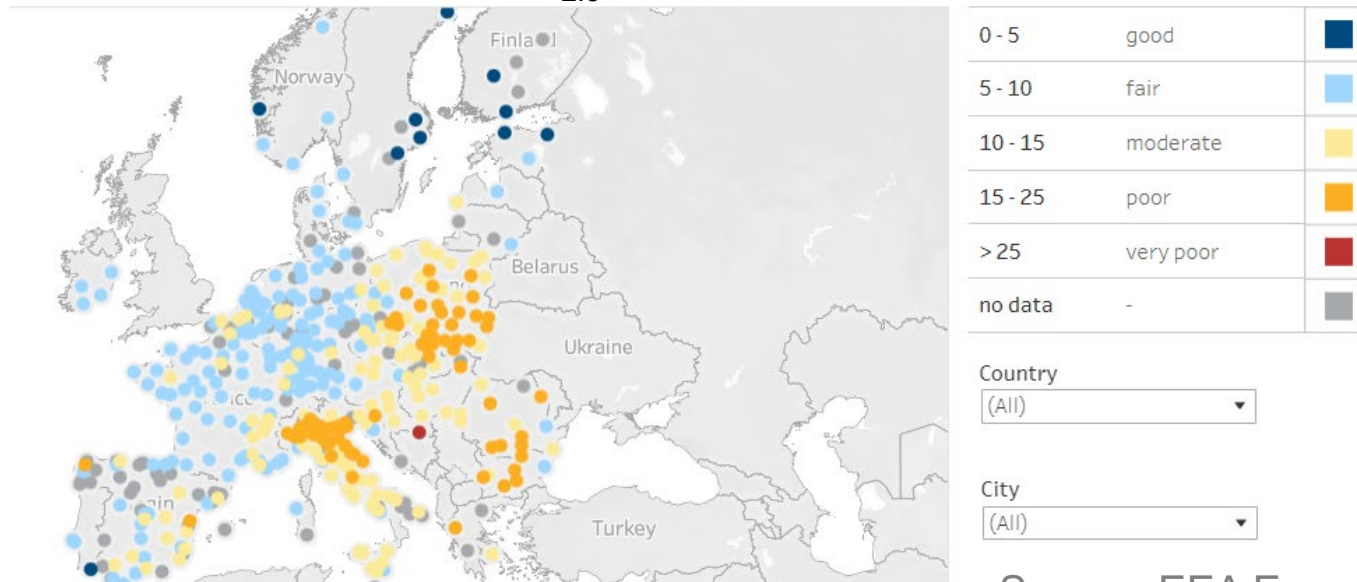 Finla d
Norway
Belarus
Ukraine
Turkey
0 - 5 good
5 - 10 fair
10 - 15 moderate
15 - 25 poor
> 25 very poor
no data -
Country
(All)
City
(All)